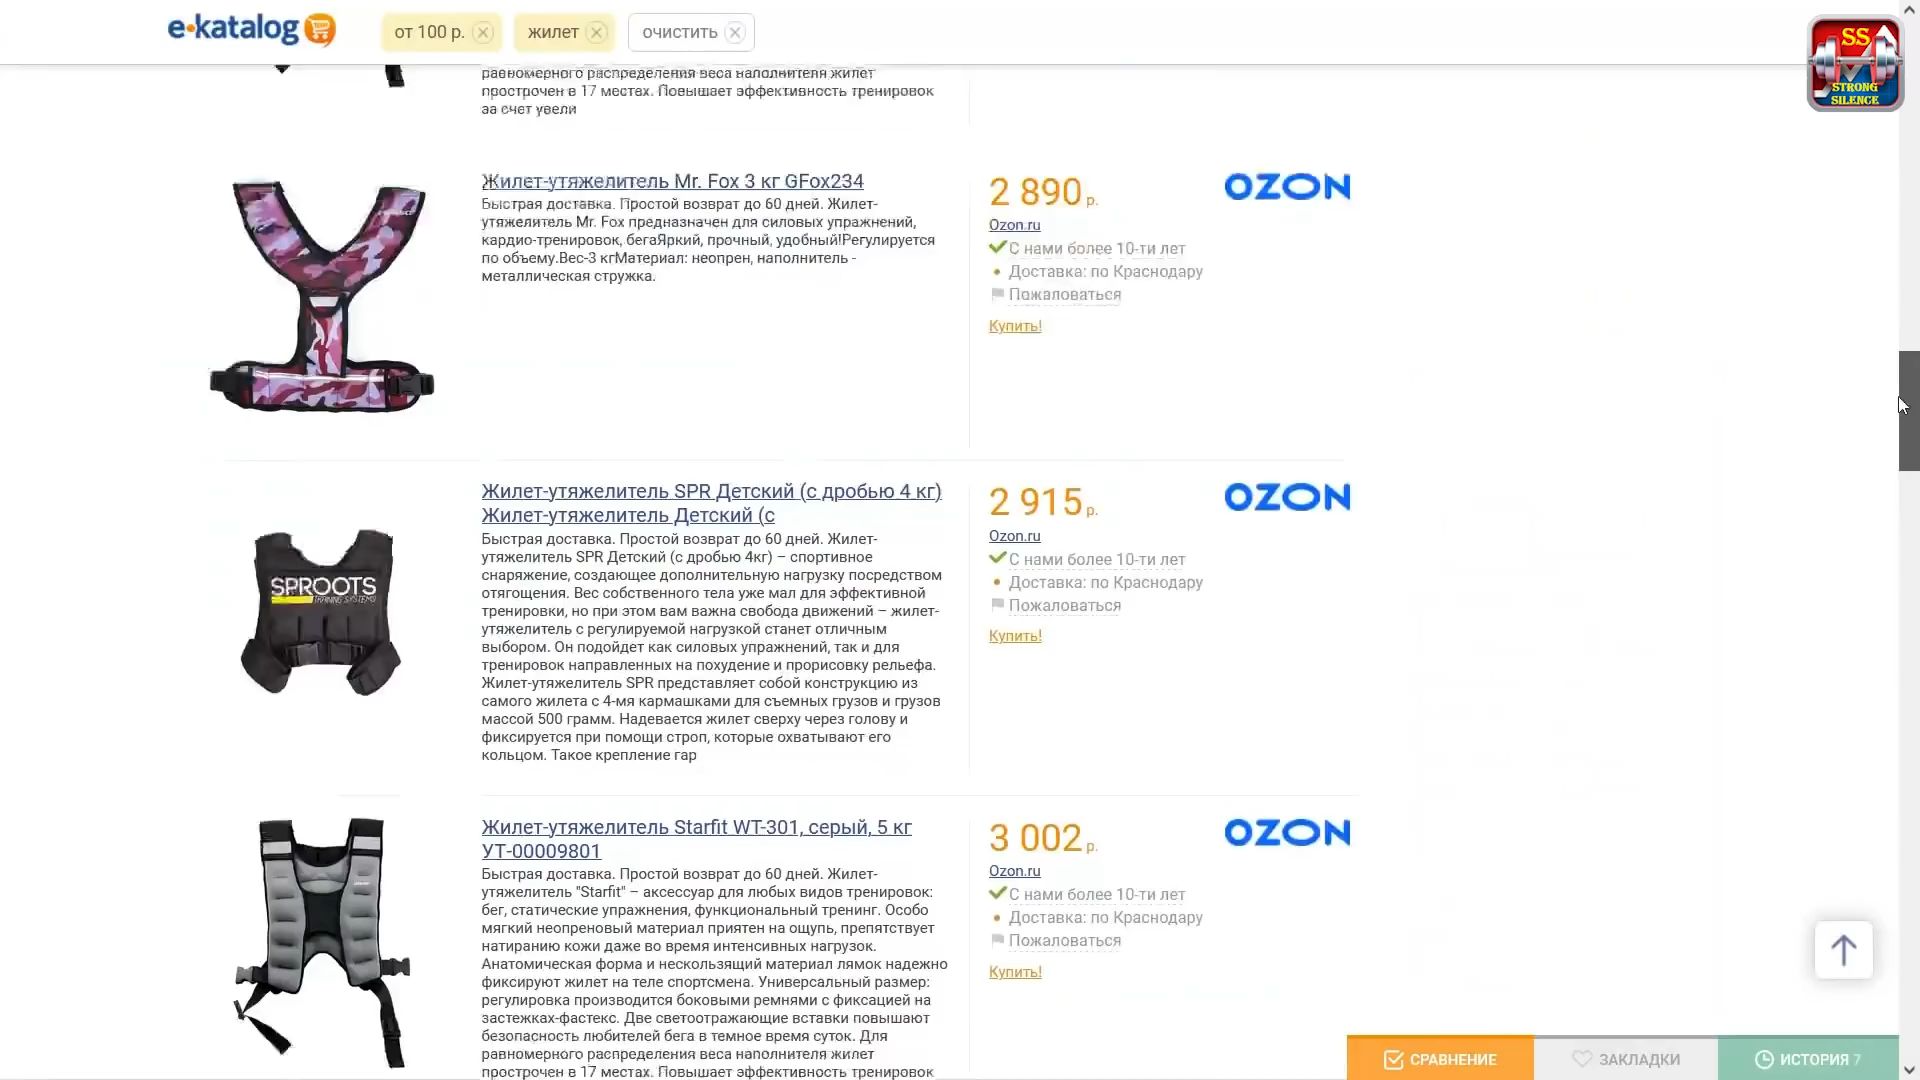 e-katalog
от 100 р.
жилет
очистить
SS
STRONG
SILENCE
равномерного распределения веса наполнителя жилет
прострочен в 17 местах. Повышает эффективность тренировок
за счет увели
Жилет-утяжелитель Mr. Fox 3 кг GFox234
Быстрая доставка. Простой возврат до 60 дней. Жилет-
утяжелитель Mr. Fox предназначен для силовых упражнений,
кардио-тренировок, бегаЯркий, прочный, удобный!Регулируется
по объему.Вес-3 кгМатериал: неопрен, наполнитель -
металлическая стружка.
2 890 р.
OZON
Ozon.ru
С нами более 10-ти лет
Доставка: по Краснодару
Пожаловаться
Купить!
Жилет-утяжелитель SPR Детский (с дробью 4 кг)
Жилет-утяжелитель Детский (с
Быстрая доставка. Простой возврат до 60 дней. Жилет-
утяжелитель SPR Детский (с дробью 4кг) – спортивное
снаряжение, создающее дополнительную нагрузку посредством
отягощения. Вес собственного тела уже мал для эффективной
тренировки, но при этом вам важна свобода движений – жилет-
утяжелитель с регулируемой нагрузкой станет отличным
выбором. Он подойдет как силовых упражнений, так и для
тренировок направленных на похудение и прорисовку рельефа.
Жилет-утяжелитель SPR представляет собой конструкцию из
самого жилета с 4-мя кармашками для съемных грузов и грузов
массой 500 грамм. Надевается жилет сверху через голову и
фиксируется при помощи строп, которые охватывают его
кольцом. Такое крепление гар
SPROOTS
TRAINING SYSTEMS
2 915 р.
OZON
Ozon.ru
С нами более 10-ти лет
Доставка: по Краснодару
Пожаловаться
Купить!
Жилет-утяжелитель Starfit WT-301, серый, 5 кг
УТ-00009801
Быстрая доставка. Простой возврат до 60 дней. Жилет-
утяжелитель "Starfit" – аксессуар для любых видов тренировок:
бег, статические упражнения, функциональный тренинг. Особо
мягкий неопреновый материал приятен на ощупь, препятствует
натиранию кожи даже во время интенсивных нагрузок.
Анатомическая форма и нескользящий материал лямок надежно
фиксируют жилет на теле спортсмена. Универсальный размер:
регулировка производится боковыми ремнями с фиксацией на
застежках-фастекс. Две светоотражающие вставки повышают
безопасность любителей бега в темное время суток. Для
равномерного распределения веса наполнителя жилет
прострочен в 17 местах. Повышает эффективность тренировок
3 002 р.
OZON
Ozon.ru
С нами более 10-ти лет
Доставка: по Краснодару
Пожаловаться
Купить!
СРАВНЕНИЕ
ЗАКЛАДКИ
ИСТОРИЯ 7